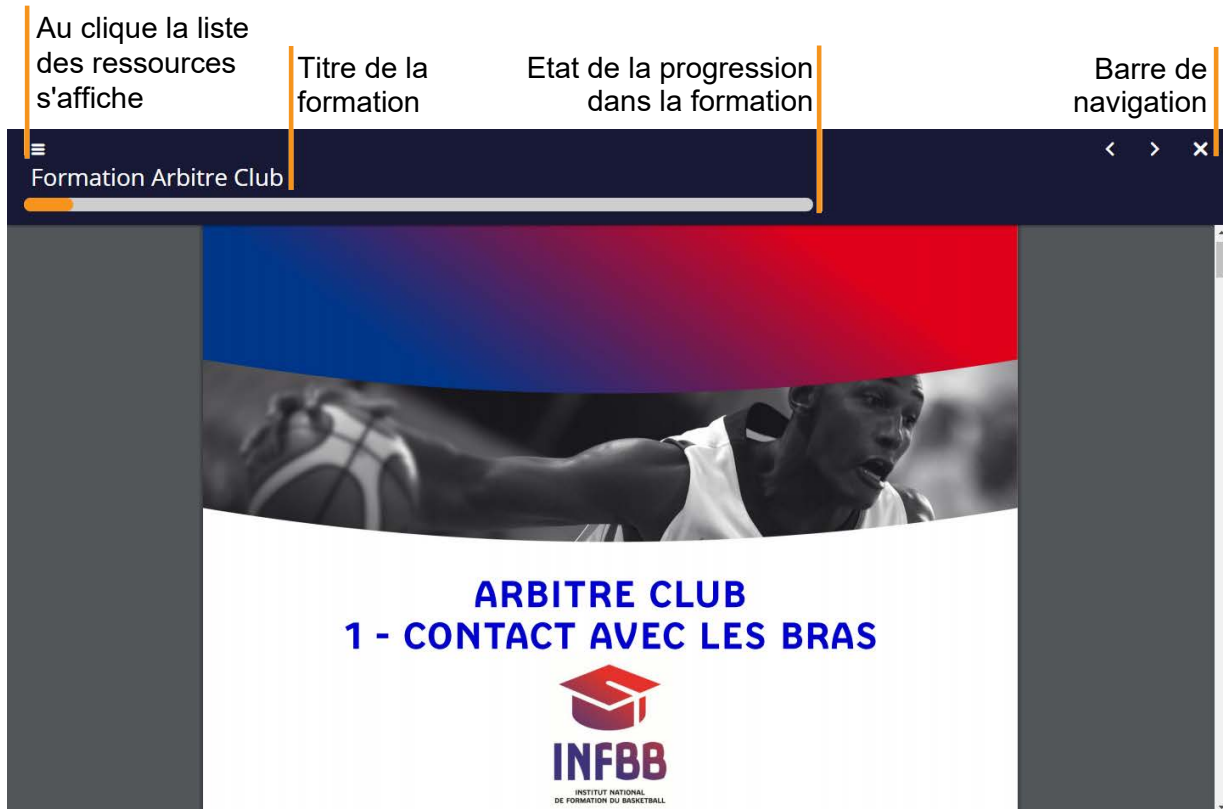 Au clique la liste
des ressources
s'affiche
Titre de la
formation
Etat de la progression
dans la formation
Barre de
navigation
Formation Arbitre Club
ARBITRE CLUB
1 - CONTACT AVEC LES BRAS
INFBB
INSTITUT NATIONAL
DE FORMATION DU BASKETBALL